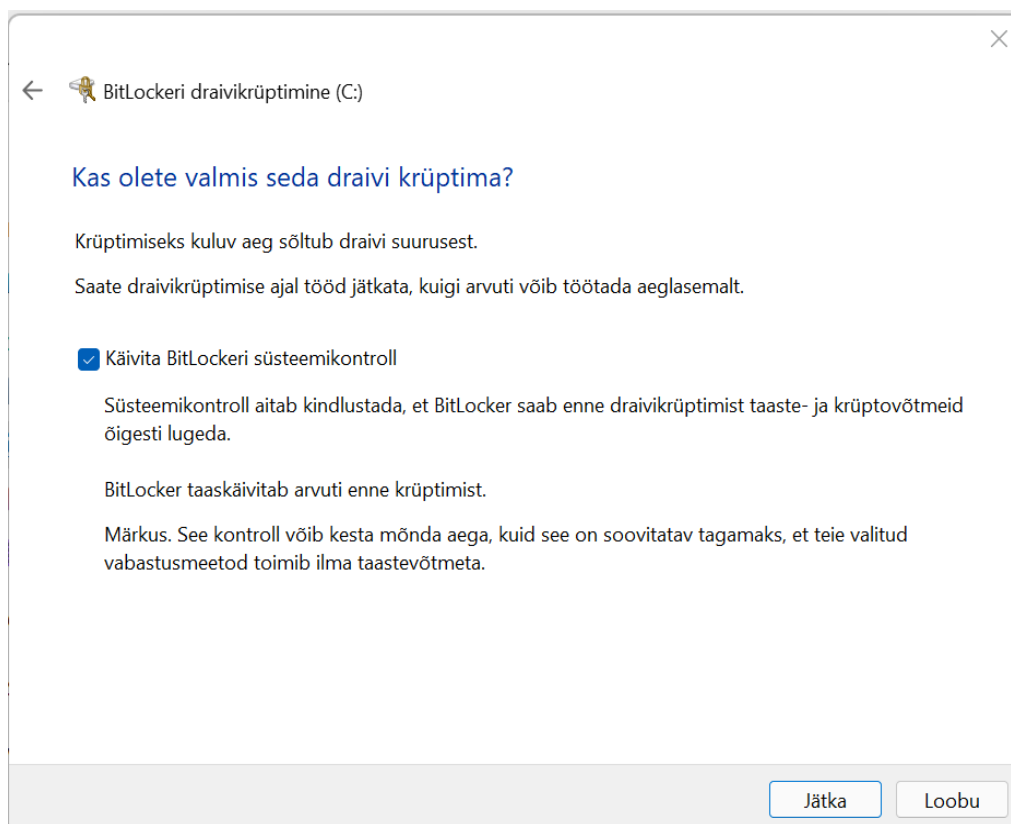 BitLockeri draivikrüptimine (C:)
Kas olete valmis seda draivi krüptima?
Krüptimiseks kuluv aeg sõltub draivi suurusest.
Saate draivikrüptimise ajal tööd jätkata, kuigi arvuti võib töötada aeglasemalt.
Käivita BitLockeri süsteemikontroll
Süsteemikontroll aitab kindlustada, et BitLocker saab enne draivikrüptimist taaste- ja krüptovõtmeid
õigesti lugeda.
BitLocker taaskäivitab arvuti enne krüptimist.
Märkus. See kontroll võib kesta mõnda aega, kuid see on soovitatav tagamaks, et teie valitud
vabastusmeetod toimib ilma taastevõtmeta.
Jätka
Loobu